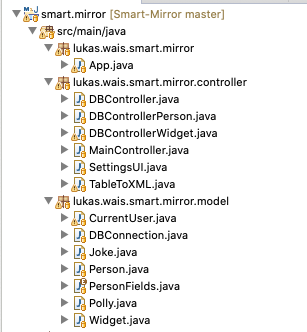 smart.mirror [Smart-Mirror master]
src/main/java
lukas.wais.smart.mirror
App.java
lukas.wais.smart.mirror.controller
DBController.java
DBControllerPerson.java
DBControllerWidget.java
MainController.java
SettingsUI.java
TableToXML.java
lukas.wais.smart.mirror.model
CurrentUser.java
DBConnection.java
Joke.java
Person.java
PersonFields.java
Polly.java
Widget.java